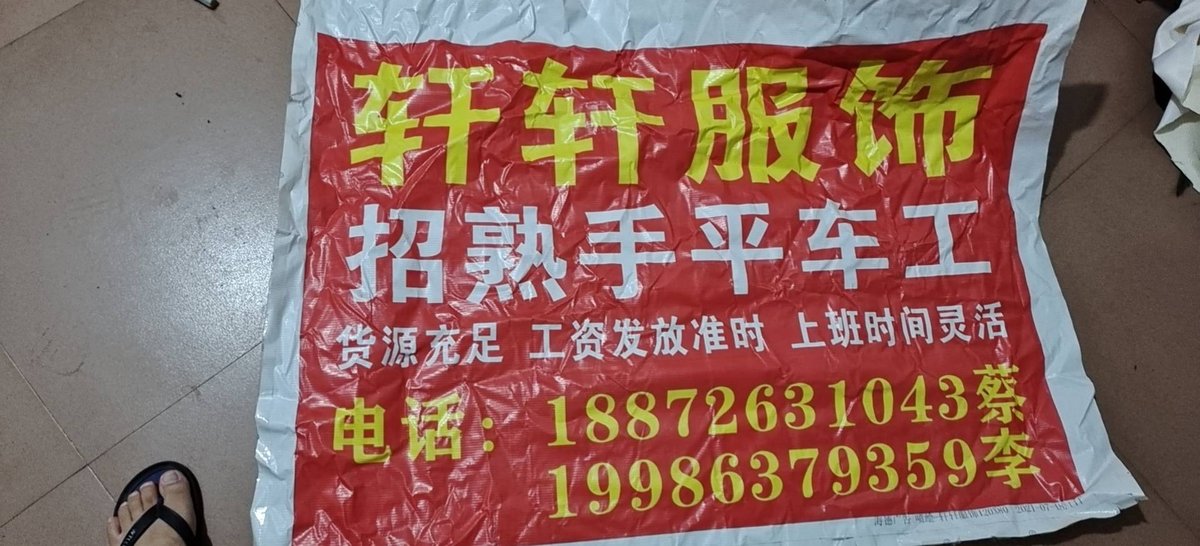 轩轩服饰
招熟手平车工
货源充足 工资发放准时 上班时间灵活
电话：18872631043蔡
19986379359李